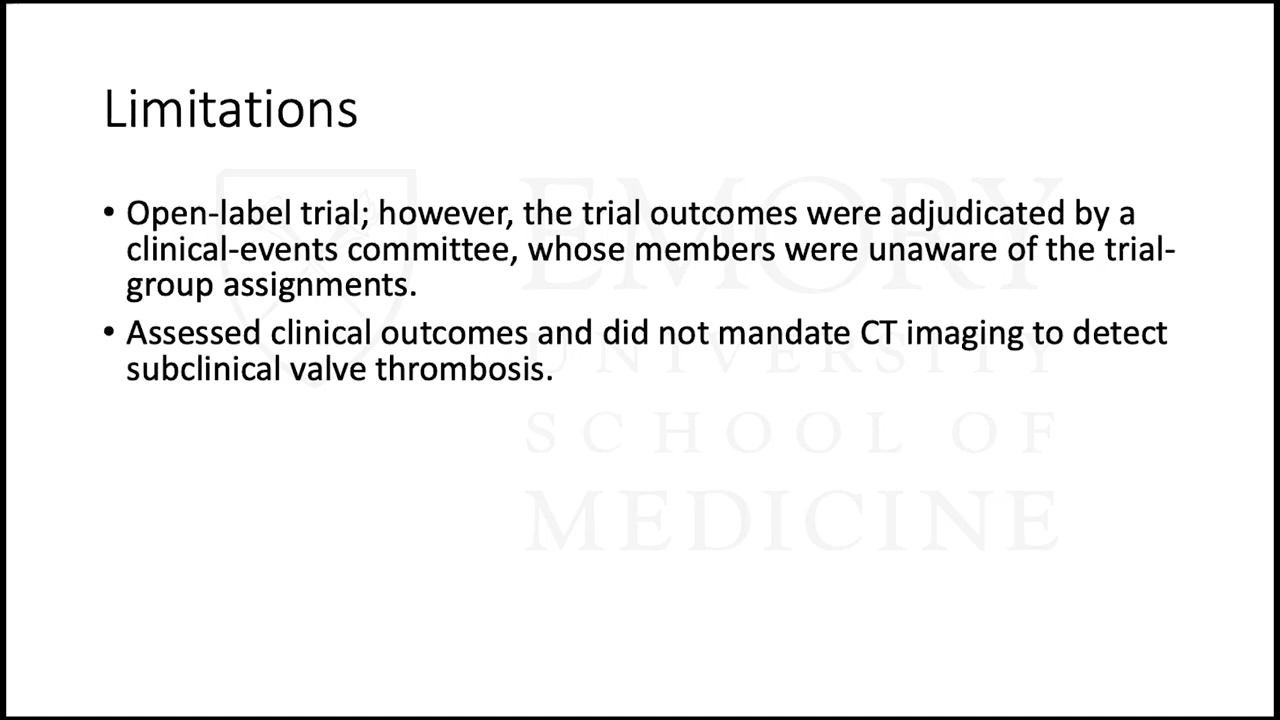 Limitations
• Open-label trial; however, the trial outcomes were adjudicated by a
clinical-events committee, whose members were unaware of the trial-
group assignments.
• Assessed clinical outcomes and did not mandate CT imaging to detect
subclinical valve thrombosis.
EMORY
UNIVERSITY
SCHOOL OF
MEDICINE